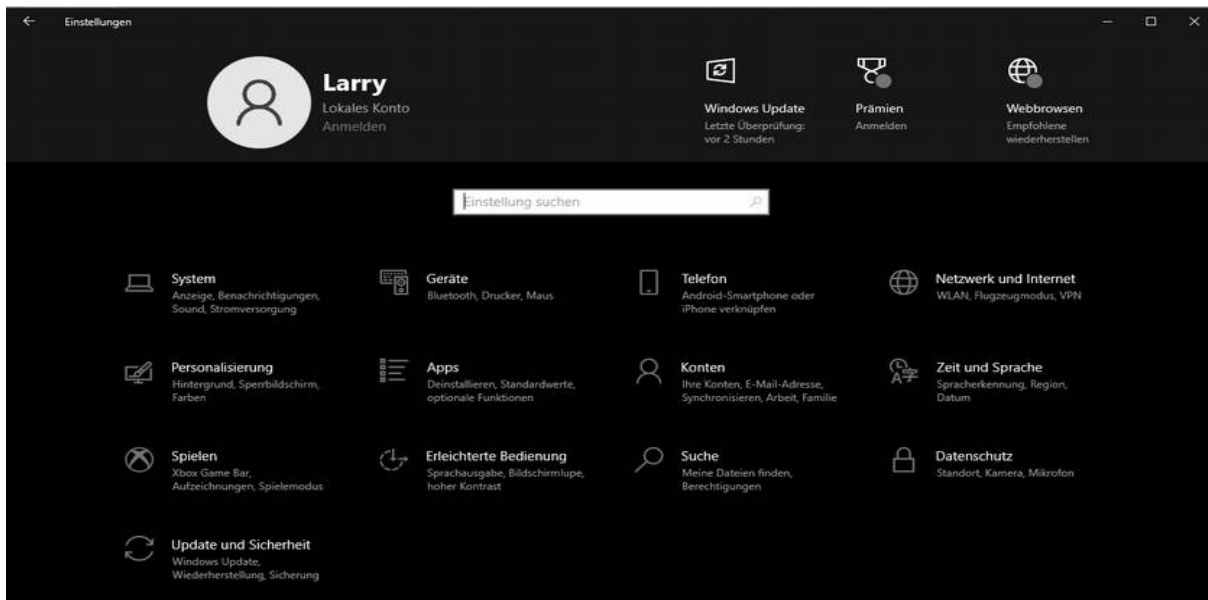 Einstellungen
Larry
Lokales Konto
Anmelden
Windows Update
Letzte Überprüfung:
vor 2 Stunden
Prämien
Anmelden
Webbrowsen
Empfohlene
wiederherstellen
Einstellung suchen
System
Anzeige, Benachrichtigungen,
Sound, Stromversorgung
Geräte
Bluetooth, Drucker, Maus
Telefon
Android-Smartphone oder
iPhone verknüpfen
Netzwerk und Internet
WLAN, Flugzeugmodus, VPN
Personalisierung
Hintergrund, Sperrbildschirm,
Farben
Apps
Deinstallieren, Standardwerte,
optionale Funktionen
Konten
Ihre Konten, E-Mail-Adresse,
Synchronisieren, Arbeit, Familie
Zeit und Sprache
Spracherkennung, Region,
Datum
Spielen
Xbox Game Bar,
Aufzeichnungen, Spielemodus
Erleichterte Bedienung
Sprachausgabe, Bildschirmlupe,
hoher Kontrast
Suche
Meine Dateien finden,
Berechtigungen
Datenschutz
Standort, Kamera, Mikrofon
Update und Sicherheit
Windows Update,
Wiederherstellung, Sicherung